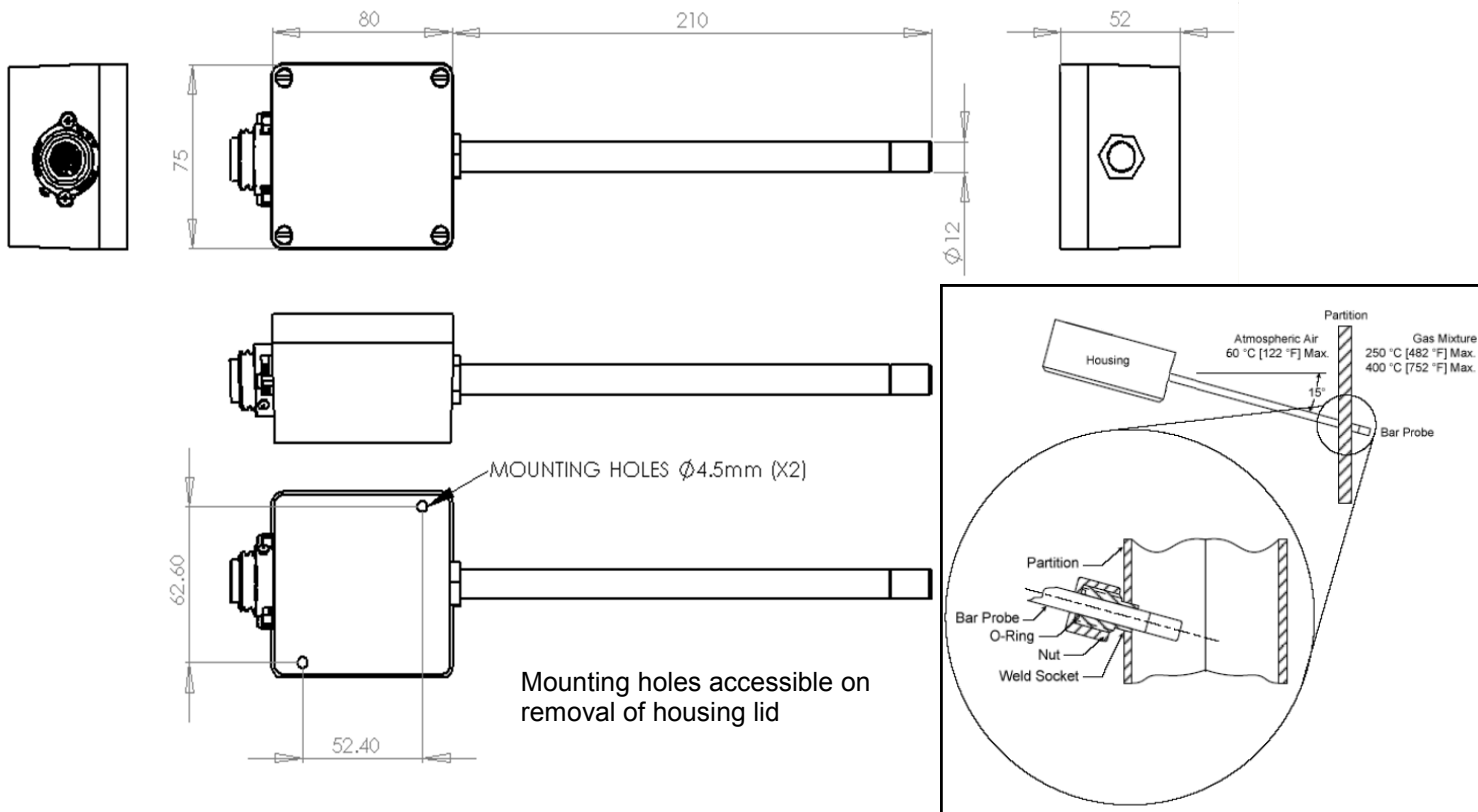 80
210
52
75
Ø12
MOUNTING HOLES Ø4.5mm (X2)
62.60
52.40
Mounting holes accessible on
removal of housing lid
Partition
Atmospheric Air
60 °C [122 °F] Max.
Gas Mixture
250 °C [482 °F] Max.
400 °C [752 °F] Max.
Housing
15°
Bar Probe
Partition
Bar Probe
O-Ring
Nut
Weld Socket